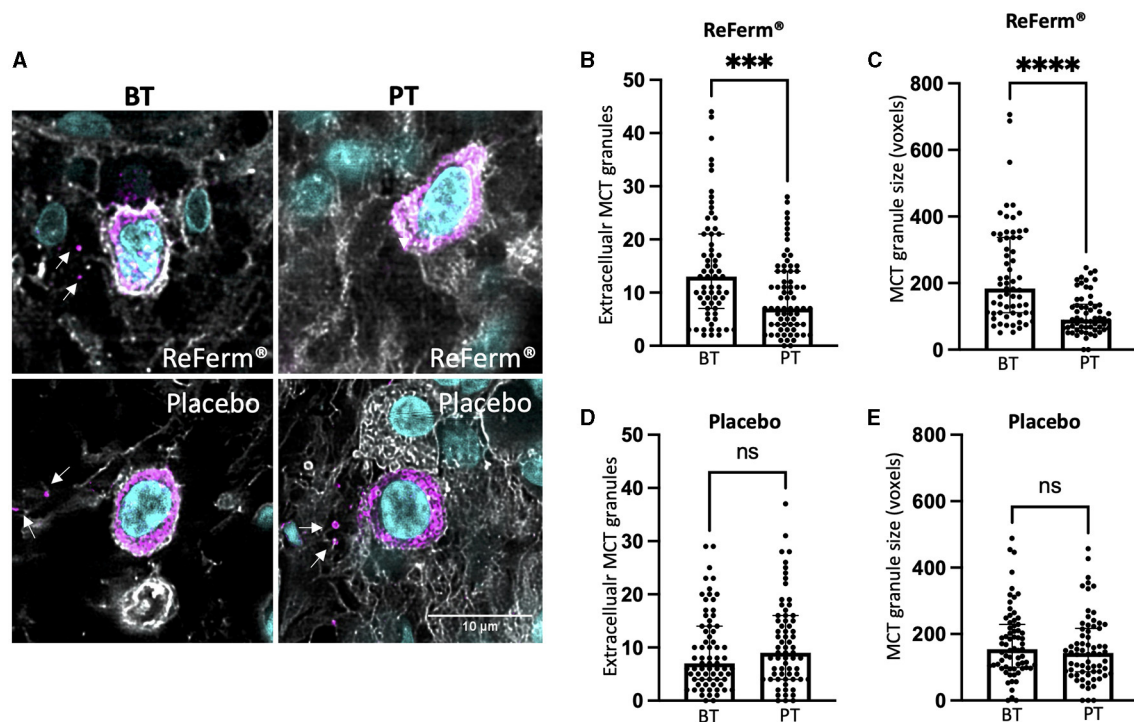 A
BT
PT
ReFerm®
ReFerm®
Placebo
Placebo
10 µm
B
ReFerm®
***
Extracellualr MCT granules
50
40
30
20
10
0
BT
PT
C
ReFerm®
****
MCT granule size (voxels)
800
600
400
200
0
BT
PT
D
Placebo
ns
Extracellualr MCT granules
50
40
30
20
10
0
BT
PT
E
Placebo
ns
MCT granule size (voxels)
800
600
400
200
0
BT
PT